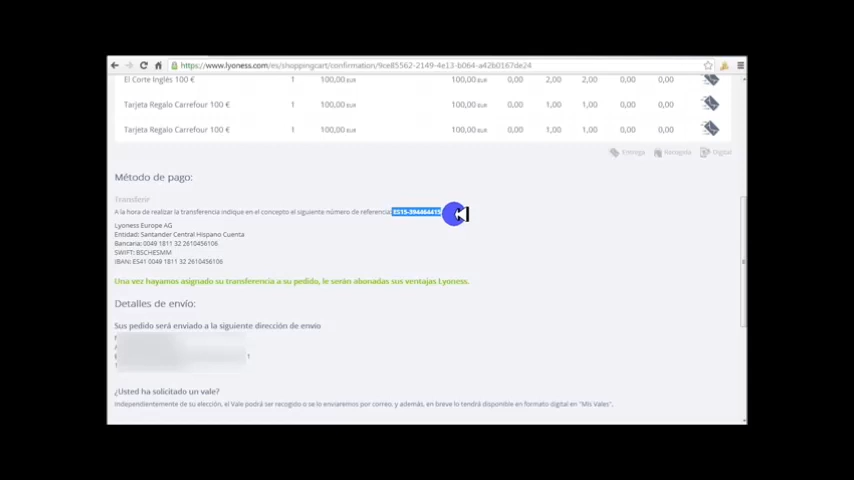 https://www.lyoness.com/es/shoppingcart/confirmation/9ce85562-2149-4e13-b064-a42b0167de24
El Corte Inglés 100 € 1 100,00 EUR 100,00 EUR 0,00 2,00 2,00 0,00 0,00
Tarjeta Regalo Carrefour 100 € 1 100,00 EUR 100,00 EUR 0,00 1,00 1,00 0,00 0,00
Tarjeta Regalo Carrefour 100 € 1 100,00 EUR 100,00 EUR 0,00 1,00 1,00 0,00 0,00
Entrega Recogida Digital
Método de pago:
Transferir
A la hora de realizar la transferencia indique en el concepto el siguiente número de referencia: ES15-394464415
Lyoness Europe AG
Entidad: Santander Central Hispano Cuenta
Bancaria: 0049 1811 32 2610456106
SWIFT: BSCHESMM
IBAN: ES41 0049 1811 32 2610456106
Una vez hayamos asignado su transferencia a su pedido, le serán abonadas sus ventajas Lyoness.
Detalles de envío:
Sus pedido será enviado a la siguiente dirección de envío
¿Usted ha solicitado un vale?
Independientemente de su elección, el Vale podrá ser recogido o se lo enviaremos por correo, y además, en breve lo tendrá disponible en formato digital en "Mis Vales".